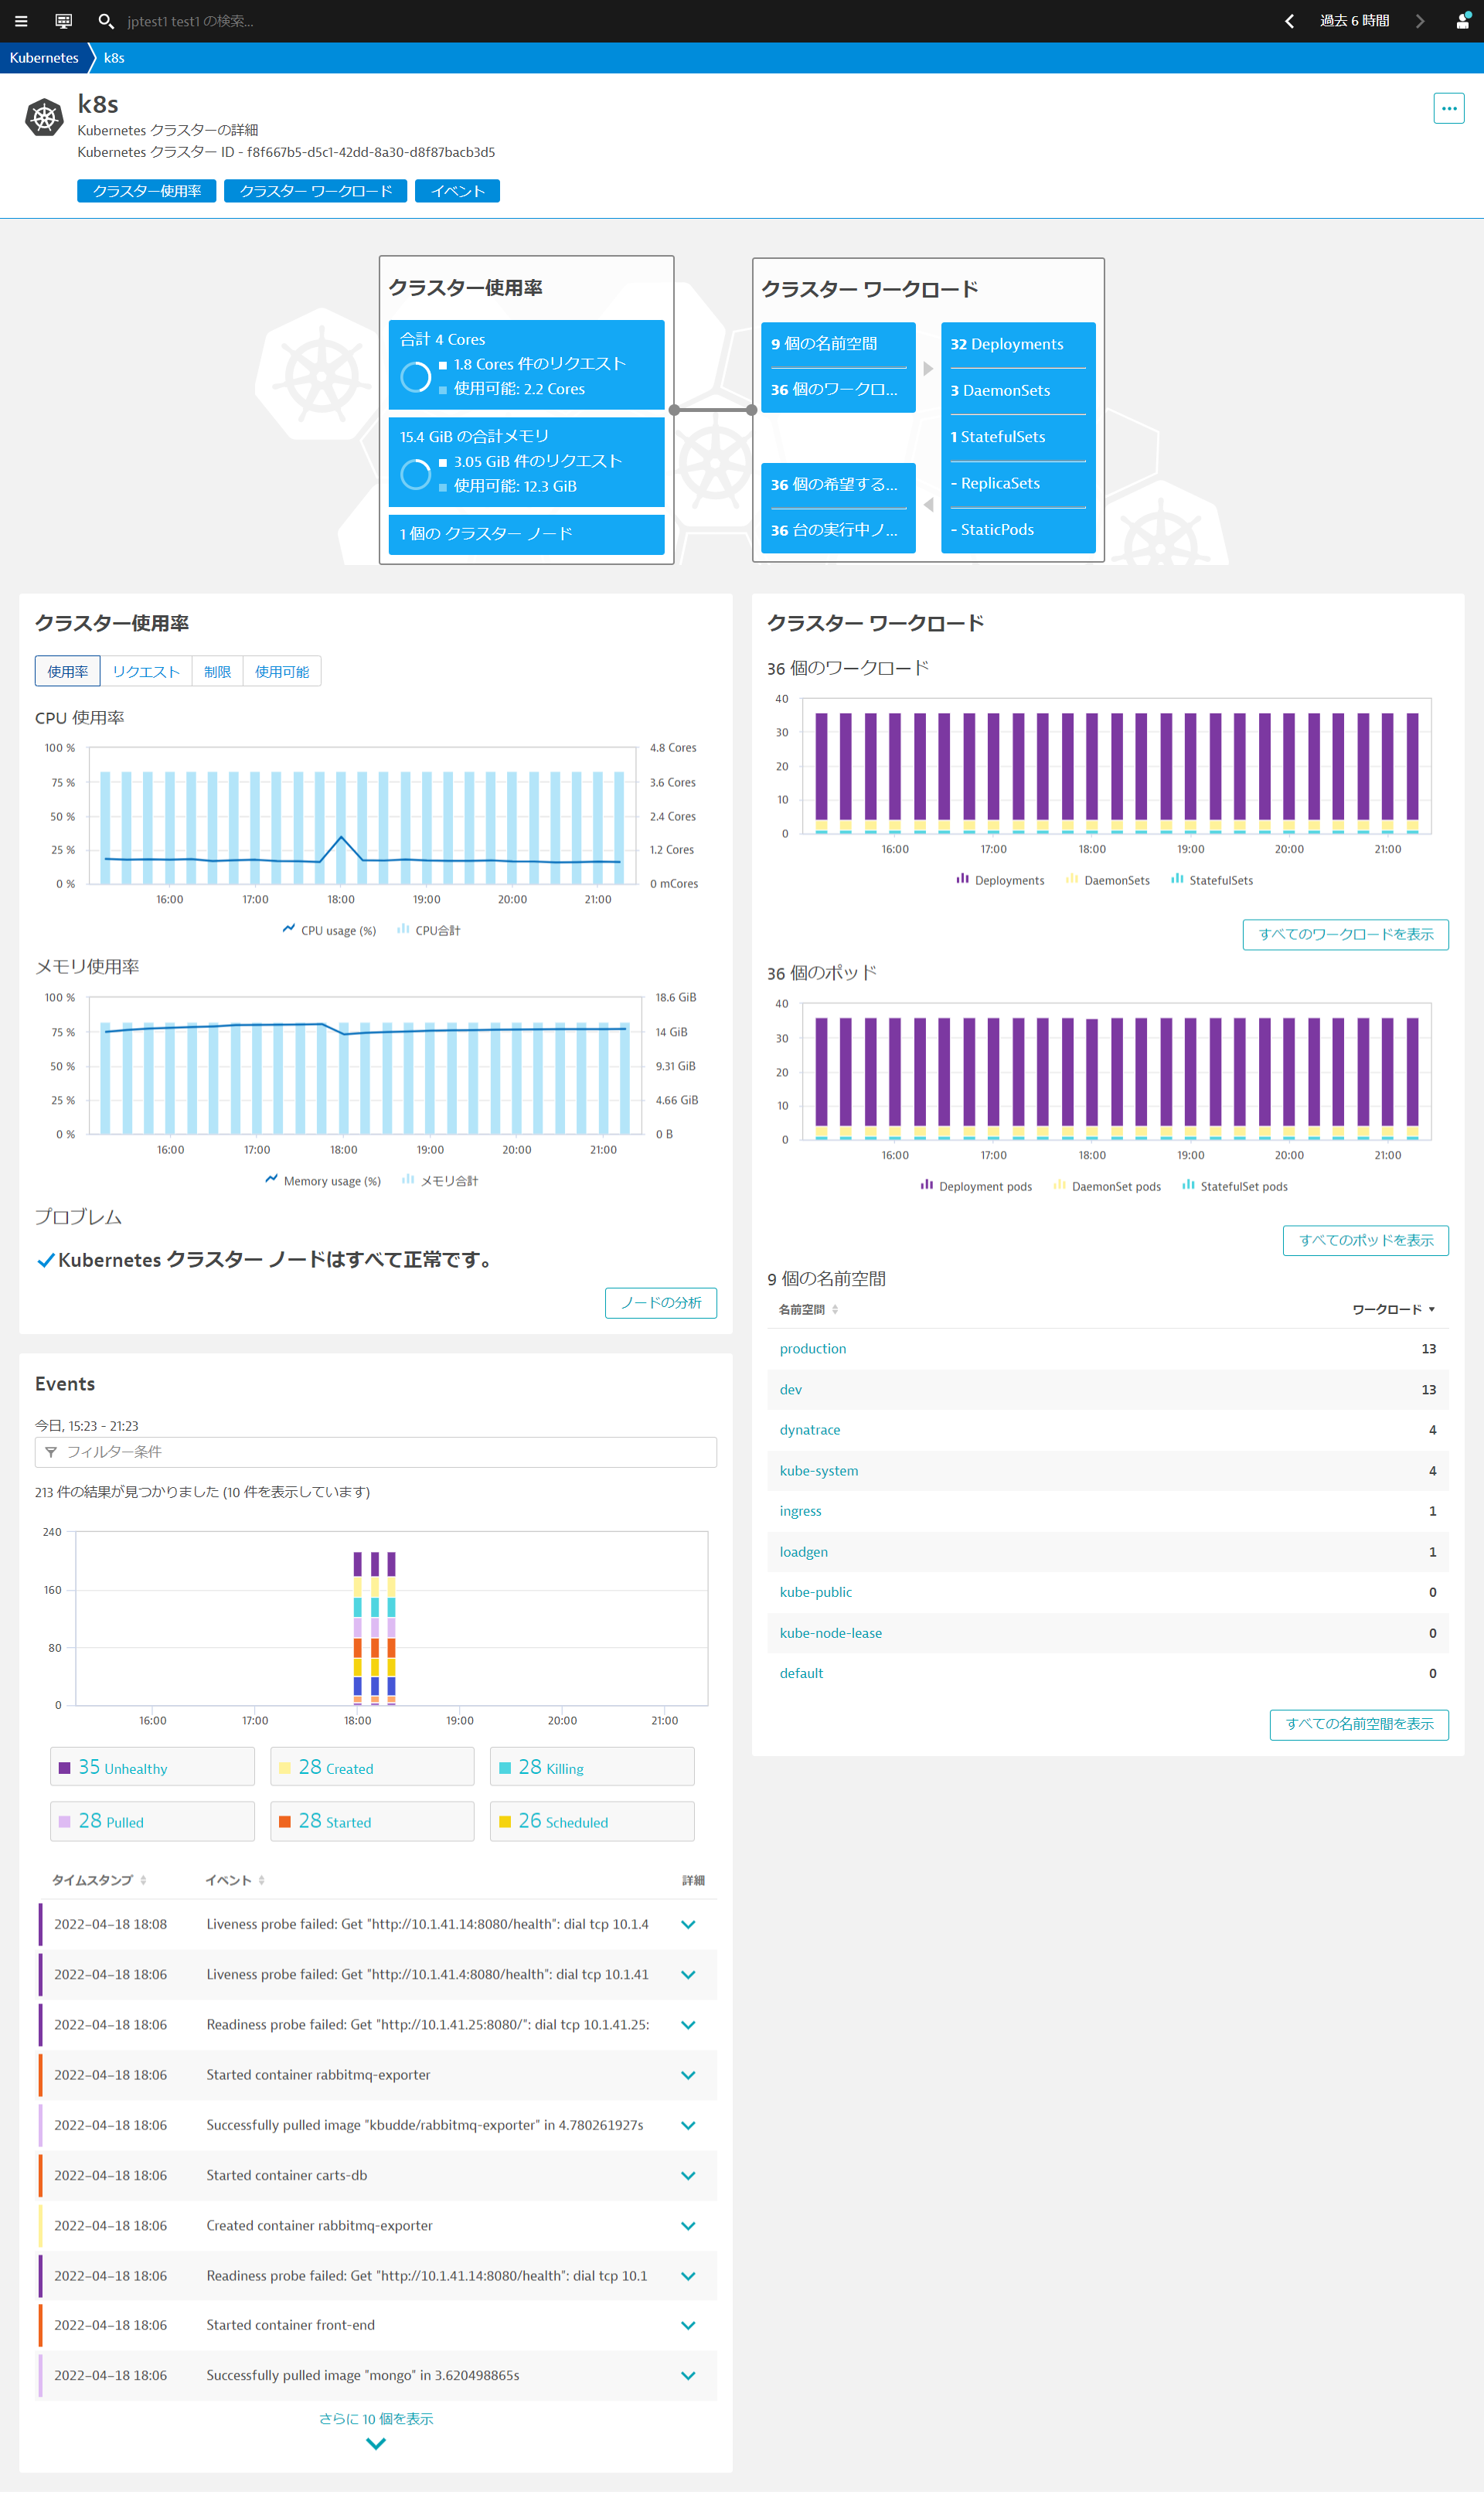 jptest1 test1 の検索...
過去 6 時間
Kubernetes
k8s
k8s
Kubernetes クラスターの詳細
Kubernetes クラスター ID - f8f667b5-d5c1-42dd-8a30-d8f87bacb3d5
クラスター使用率
クラスター ワークロード
イベント
クラスター使用率
合計 4 Cores
1.8 Cores 件のリクエスト
使用可能: 2.2 Cores
15.4 GiB の合計メモリ
3.05 GiB 件のリクエスト
使用可能: 12.3 GiB
1 個の クラスター ノード
クラスター ワークロード
9 個の名前空間
36 個のワークロ...
36 個の希望する...
36 台の実行中ノ...
32 Deployments
3 DaemonSets
1 StatefulSets
- ReplicaSets
- StaticPods
クラスター使用率
使用率
リクエスト
制限
使用可能
CPU 使用率
100 %
75 %
50 %
25 %
0 %
4.8 Cores
3.6 Cores
2.4 Cores
1.2 Cores
0 mCores
16:00 17:00 18:00 19:00 20:00 21:00
CPU usage (%) CPU合計
メモリ使用率
100 %
75 %
50 %
25 %
0 %
18.6 GiB
14 GiB
9.31 GiB
4.66 GiB
0 B
16:00 17:00 18:00 19:00 20:00 21:00
Memory usage (%) メモリ合計
プロブレム
Kubernetes クラスター ノードはすべて正常です。
ノードの分析
Events
今日, 15:23 - 21:23
フィルター条件
213 件の結果が見つかりました (10 件を表示しています)
240
160
80
0
16:00 17:00 18:00 19:00 20:00 21:00
35 Unhealthy
28 Created
28 Killing
28 Pulled
28 Started
26 Scheduled
タイムスタンプ イベント 詳細
2022-04-18 18:08 Liveness probe failed: Get "http://10.1.41.14:8080/health": dial tcp 10.1.4
2022-04-18 18:06 Liveness probe failed: Get "http://10.1.41.4:8080/health": dial tcp 10.1.41
2022-04-18 18:06 Readiness probe failed: Get "http://10.1.41.25:8080/": dial tcp 10.1.41.25:
2022-04-18 18:06 Started container rabbitmq-exporter
2022-04-18 18:06 Successfully pulled image "kbudde/rabbitmq-exporter" in 4.780261927s
2022-04-18 18:06 Started container carts-db
2022-04-18 18:06 Created container rabbitmq-exporter
2022-04-18 18:06 Readiness probe failed: Get "http://10.1.41.14:8080/health": dial tcp 10.1
2022-04-18 18:06 Started container front-end
2022-04-18 18:06 Successfully pulled image "mongo" in 3.620498865s
さらに 10 個を表示
クラスター ワークロード
36 個のワークロード
40
30
20
10
0
16:00 17:00 18:00 19:00 20:00 21:00
Deployments DaemonSets StatefulSets
すべてのワークロードを表示
36 個のポッド
40
30
20
10
0
16:00 17:00 18:00 19:00 20:00 21:00
Deployment pods DaemonSet pods StatefulSet pods
すべてのポッドを表示
9 個の名前空間
名前空間 ワークロード
production 13
dev 13
dynatrace 4
kube-system 4
ingress 1
loadgen 1
kube-public 0
kube-node-lease 0
default 0
すべての名前空間を表示